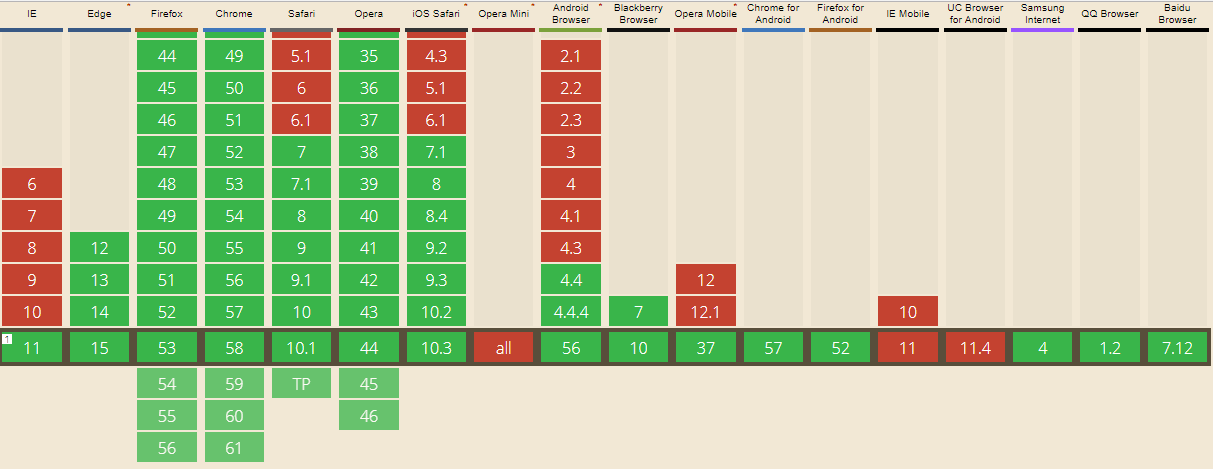 IE Edge * Firefox Chrome Safari Opera iOS Safari * Opera Mini * Android Browser * Blackberry Browser Opera Mobile * Chrome for Android Firefox for Android IE Mobile UC Browser for Android Samsung Internet QQ Browser Baidu Browser
44 49 5.1 35 4.3 2.1
45 50 6 36 5.1 2.2
46 51 6.1 37 6.1 2.3
47 52 7 38 7.1 3
6 48 53 7.1 39 8 4
7 49 54 8 40 8.4 4.1
8 12 50 55 9 41 9.2 4.3
9 13 51 56 9.1 42 9.3 4.4 12
10 14 52 57 10 43 10.2 4.4.4 7 12.1 10
1 11 15 53 58 10.1 44 10.3 all 56 10 37 57 52 11 11.4 4 1.2 7.12
54 59 TP 45
55 60 46
56 61